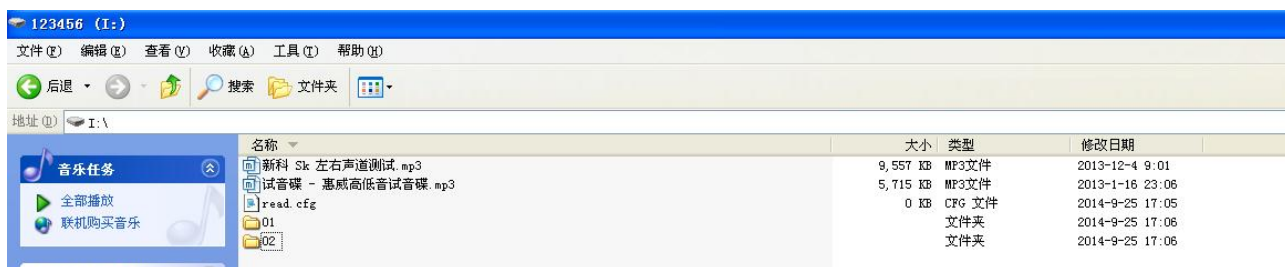 123456 (I:)
文件(F) 编辑(E) 查看(V) 收藏(A) 工具(T) 帮助(H)
后退 搜索 文件夹
地址(D) I:\
音乐任务
全部播放
联机购买音乐
名称 大小 类型 修改日期
新科 Sk 左右声道测试.mp3 9,557 KB MP3文件 2013-12-4 9:01
试音碟 - 惠威高低音试音碟.mp3 5,715 KB MP3文件 2013-1-16 23:06
read.cfg 0 KB CFG 文件 2014-9-25 17:05
01 文件夹 2014-9-25 17:06
02 文件夹 2014-9-25 17:06